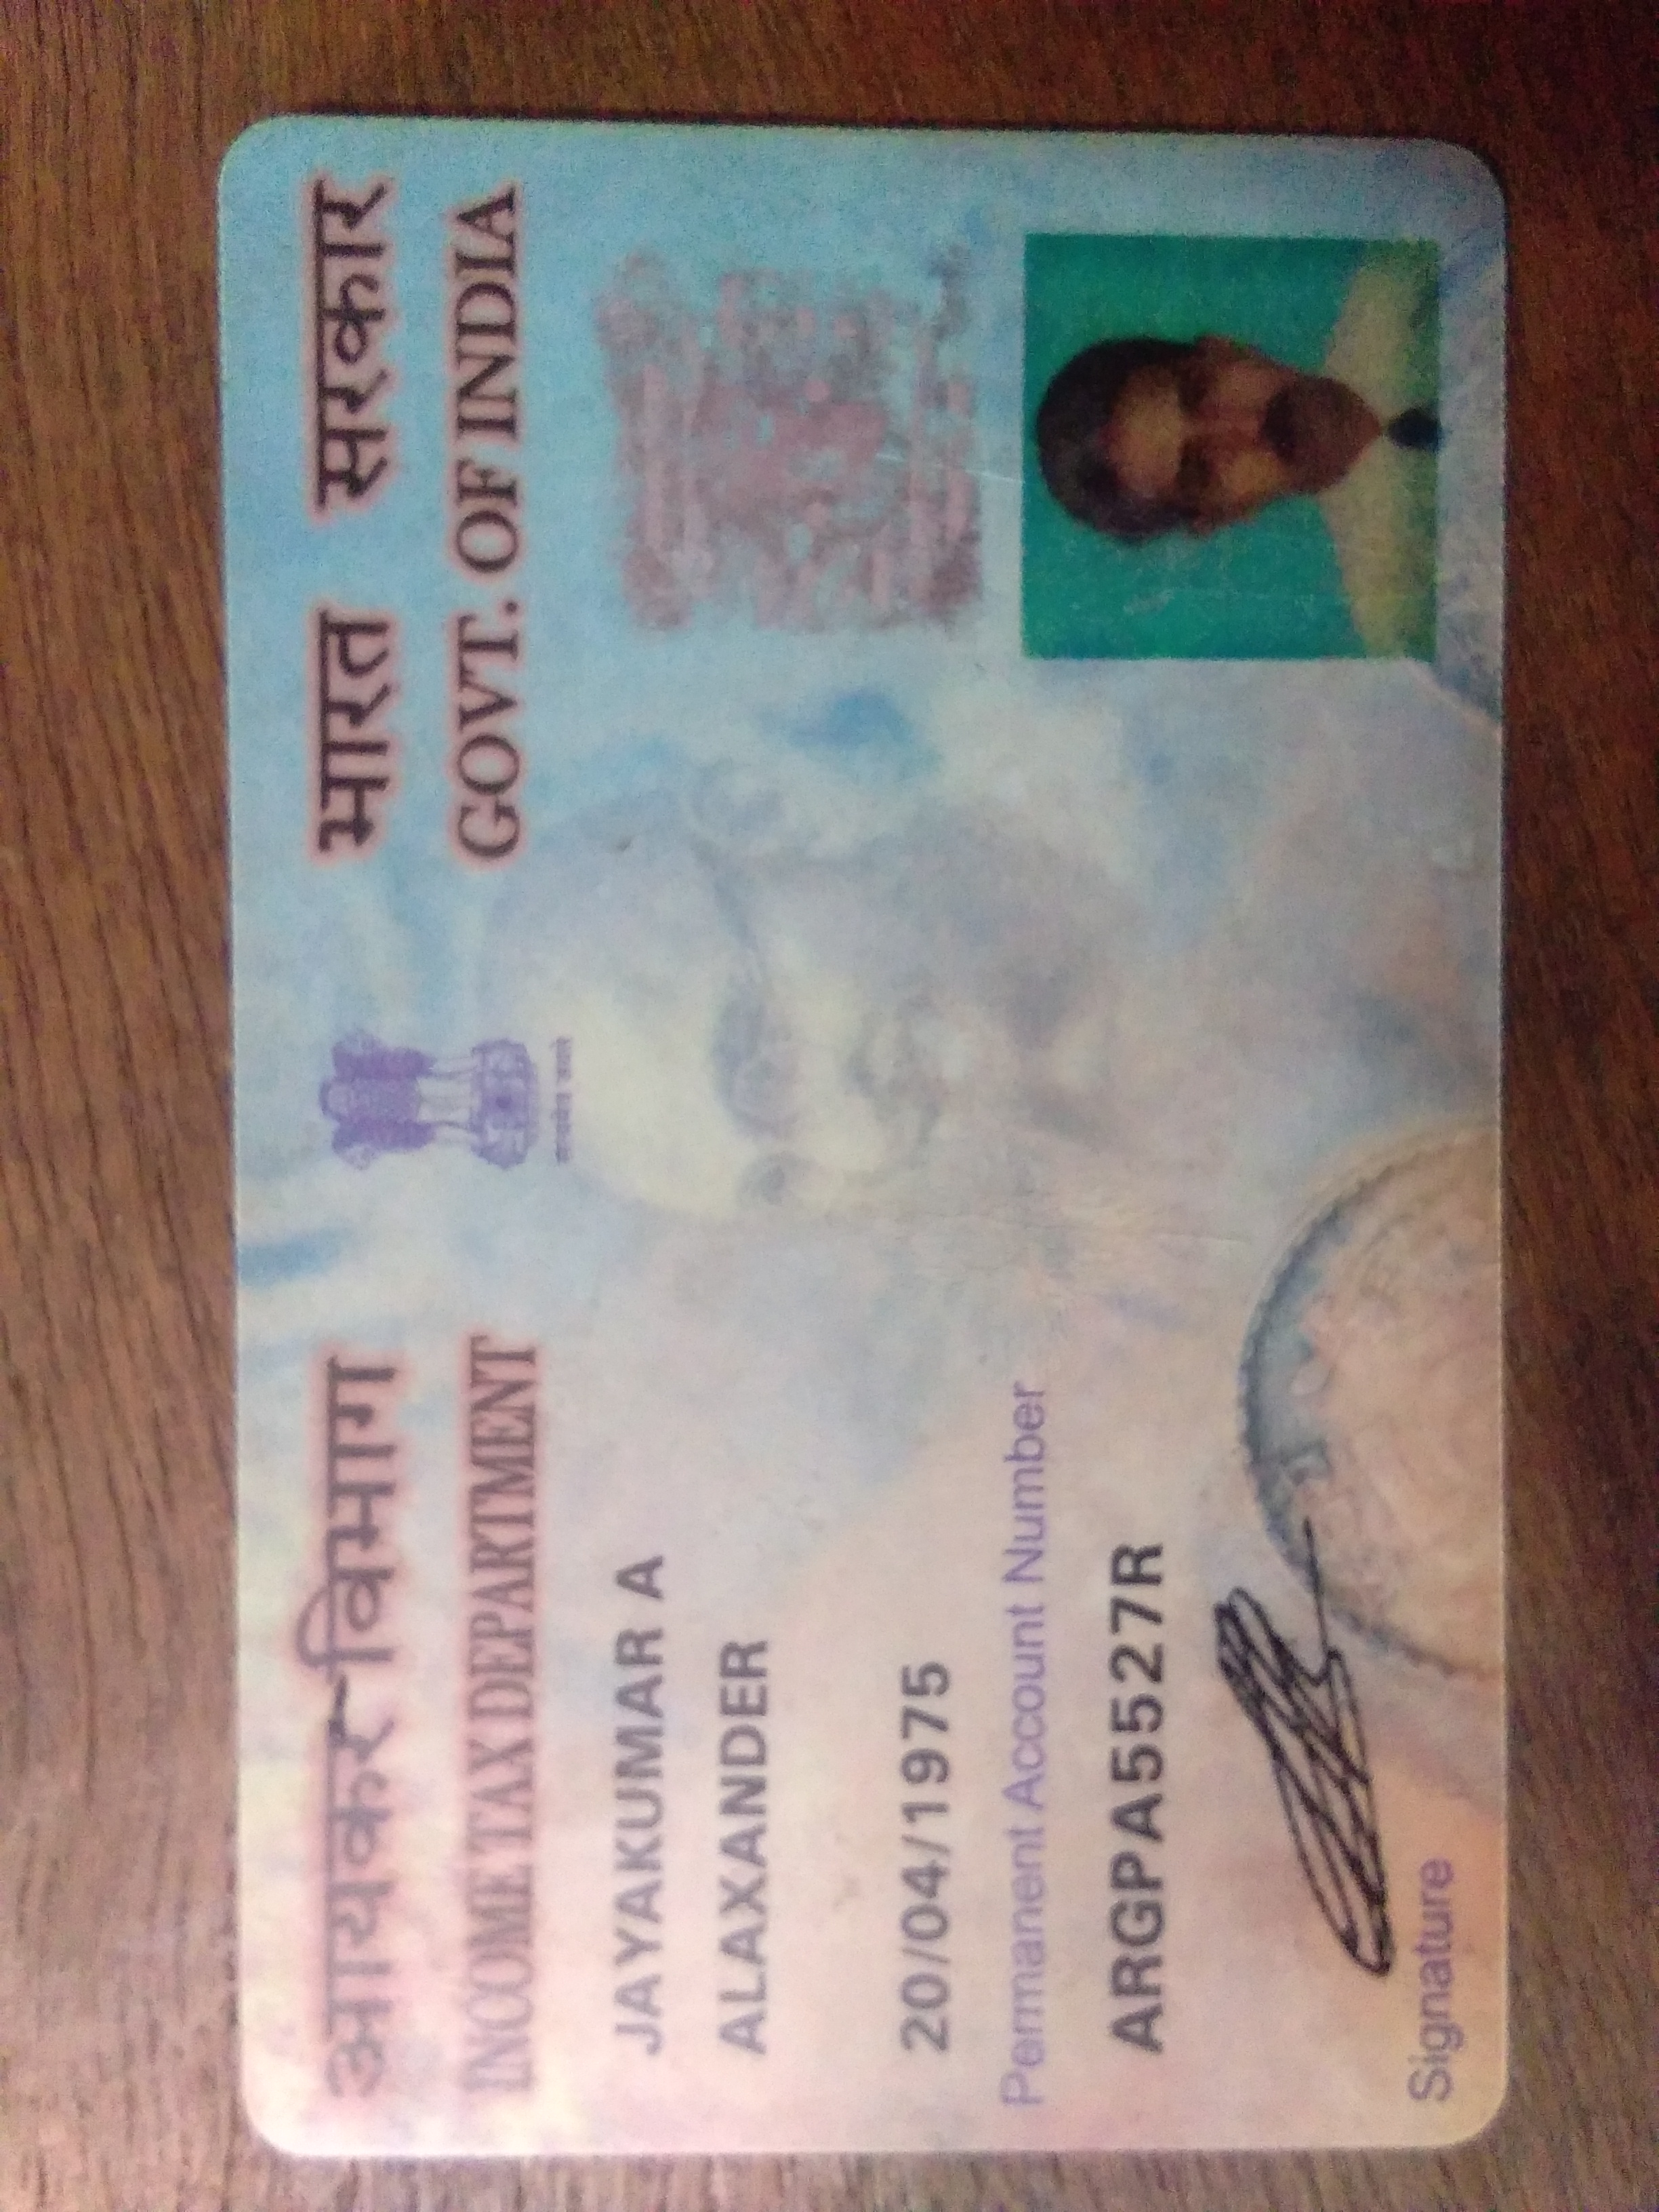 आयकर विभाग
INCOME TAX DEPARTMENT
भारत सरकार
GOVT. OF INDIA
सत्यमेव जयते
JAYAKUMAR A
ALAXANDER
20/04/1975
Permanent Account Number
ARGPA5527R
Signature